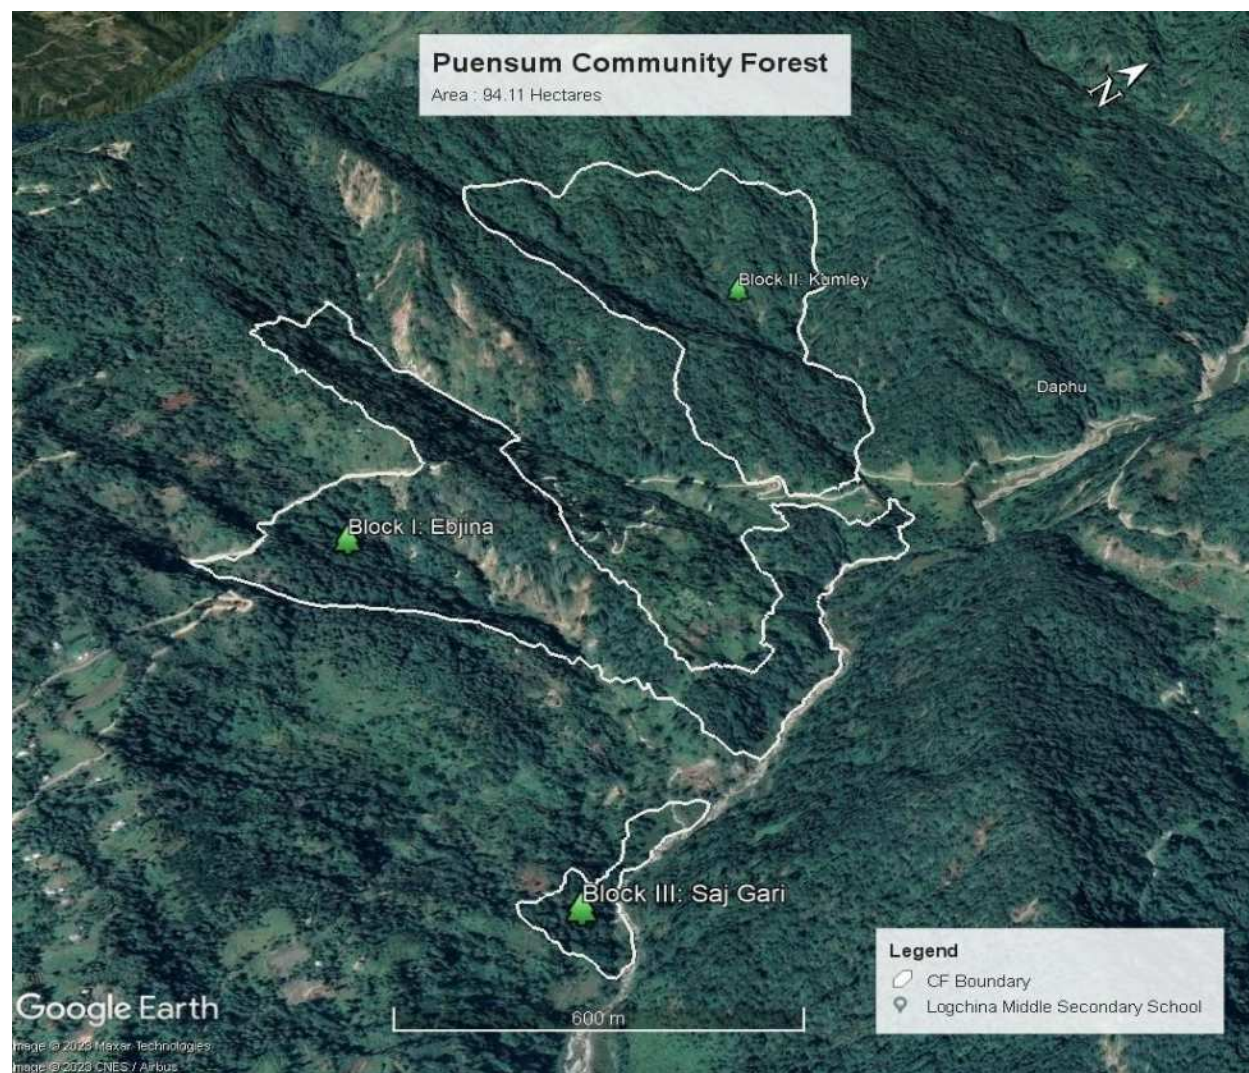 Puensum Community Forest
Area : 94.11 Hectares
N
Block II: Kumley
Daphu
Block I: Ebjina
Block III: Saj Gari
Legend
CF Boundary
Logchina Middle Secondary School
Google Earth
600 m
Image © 2023 Maxar Technologies
Image © 2023 CNES / Airbus